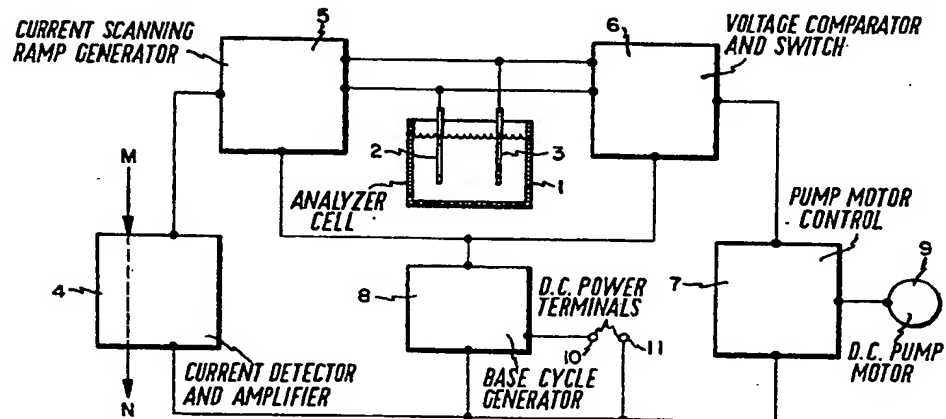 CURRENT SCANNING
RAMP GENERATOR
5
6
VOLTAGE COMPARATOR
AND SWITCH
2
3
1
ANALYZER
CELL
M
4
N
CURRENT DETECTOR
AND AMPLIFIER
8
D.C. POWER
TERMINALS
10
11
BASE CYCLE
GENERATOR
PUMP MOTOR
CONTROL
7
9
D.C. PUMP
MOTOR